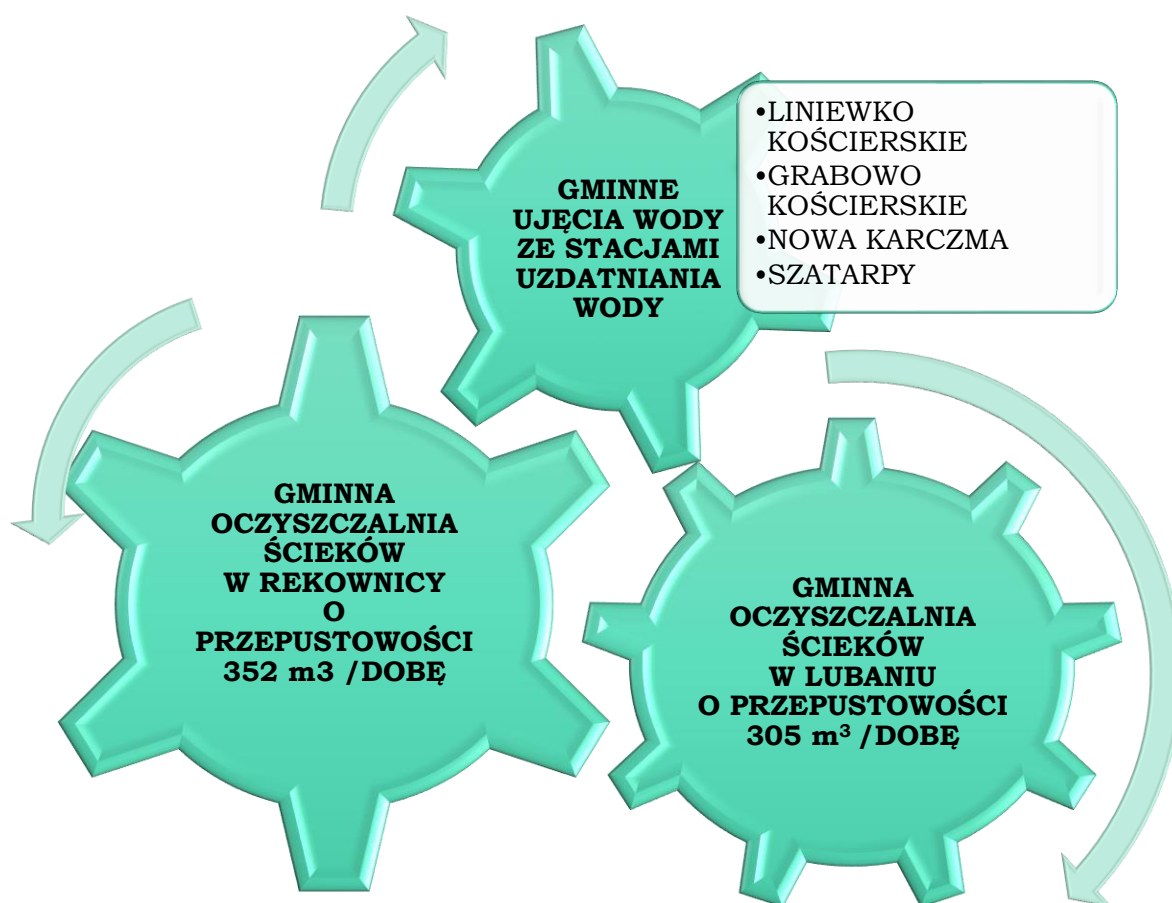 GMINNE
UJĘCIA WODY
ZE STACJAMI
UZDATNIANIA
WODY
•LINIEWKO
KOŚCIERSKIE
•GRABOWO
KOŚCIERSKIE
•NOWA KARCZMA
•SZATARPY
GMINNA
OCZYSZCZALNIA
ŚCIEKÓW
W REKOWNICY
O
PRZEPUSTOWOŚCI
352 m3 /DOBĘ
GMINNA
OCZYSZCZALNIA
ŚCIEKÓW
W LUBANIU
O PRZEPUSTOWOŚCI
305 m³ /DOBĘ